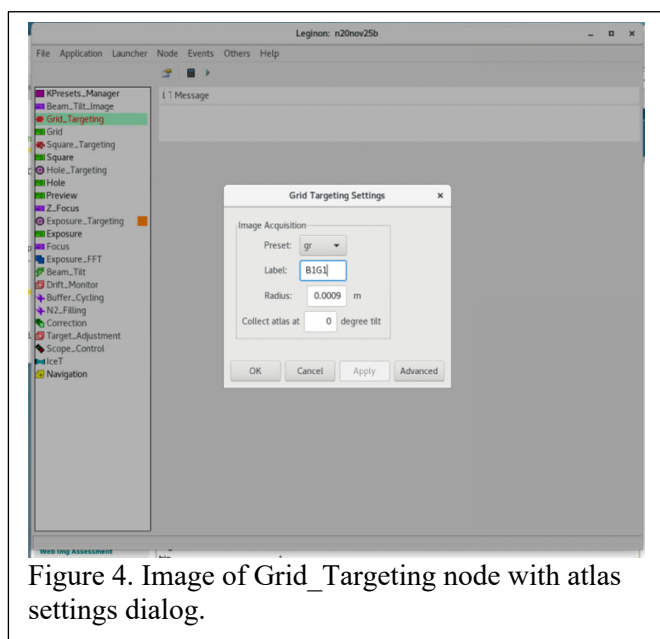 Leginon: n20nov25b
File Application Launcher Node Events Others Help
KPresets_Manager
Message
Beam_Tilt_Image
Grid_Targeting
Grid
Square_Targeting
Square
Hole_Targeting
Hole
Preview
Z_Focus
Exposure_Targeting
Exposure
Focus
Exposure_FFT
Beam_Tilt
Drift_Monitor
Buffer_Cycling
N2_Filling
Correction
Target_Adjustment
Scope_Control
IceT
Navigation
Grid Targeting Settings
Image Acquisition
Preset: gr
Label: B1G1
Radius: 0.0009 m
Collect atlas at 0 degree tilt
OK Cancel Apply Advanced
Web Img Assessment
Figure 4. Image of Grid_Targeting node with atlas
settings dialog.